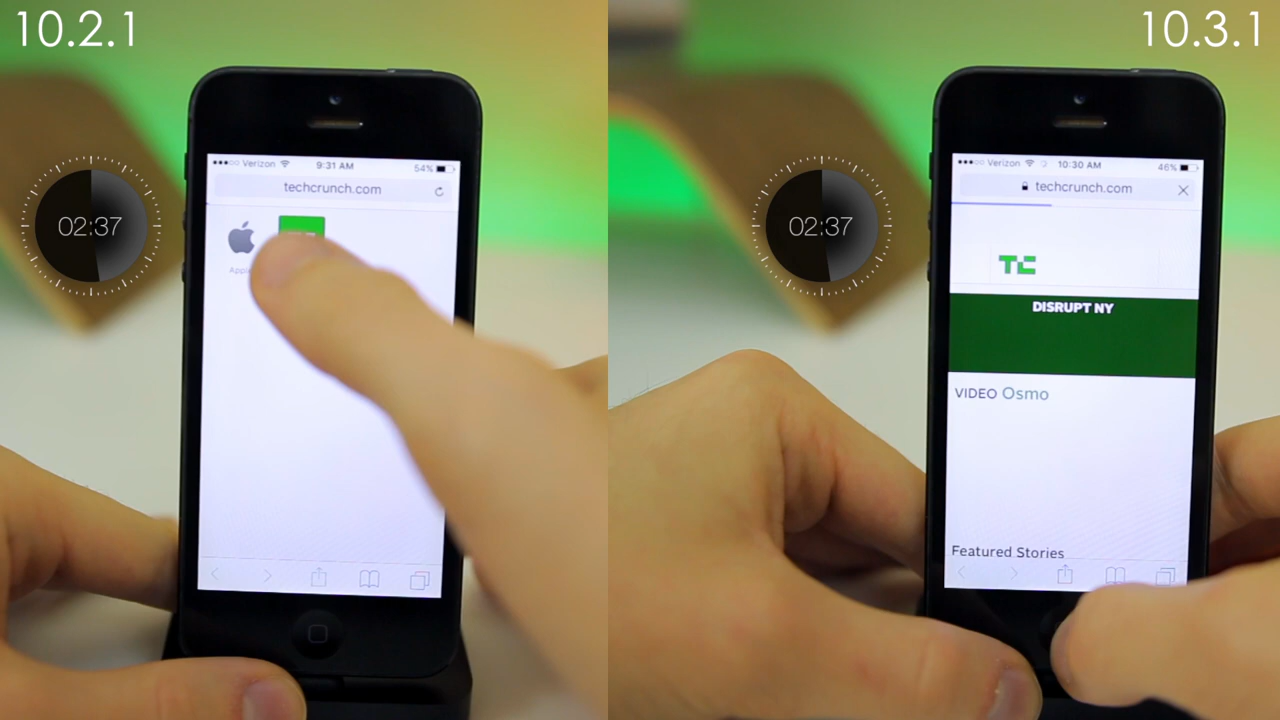 10.2.1
10.3.1
02:37
Verizon 9:31 AM 54%
techcrunch.com
02:37
Verizon 10:30 AM 46%
techcrunch.com
TC
DISRUPT NY
VIDEO Osmo
Featured Stories